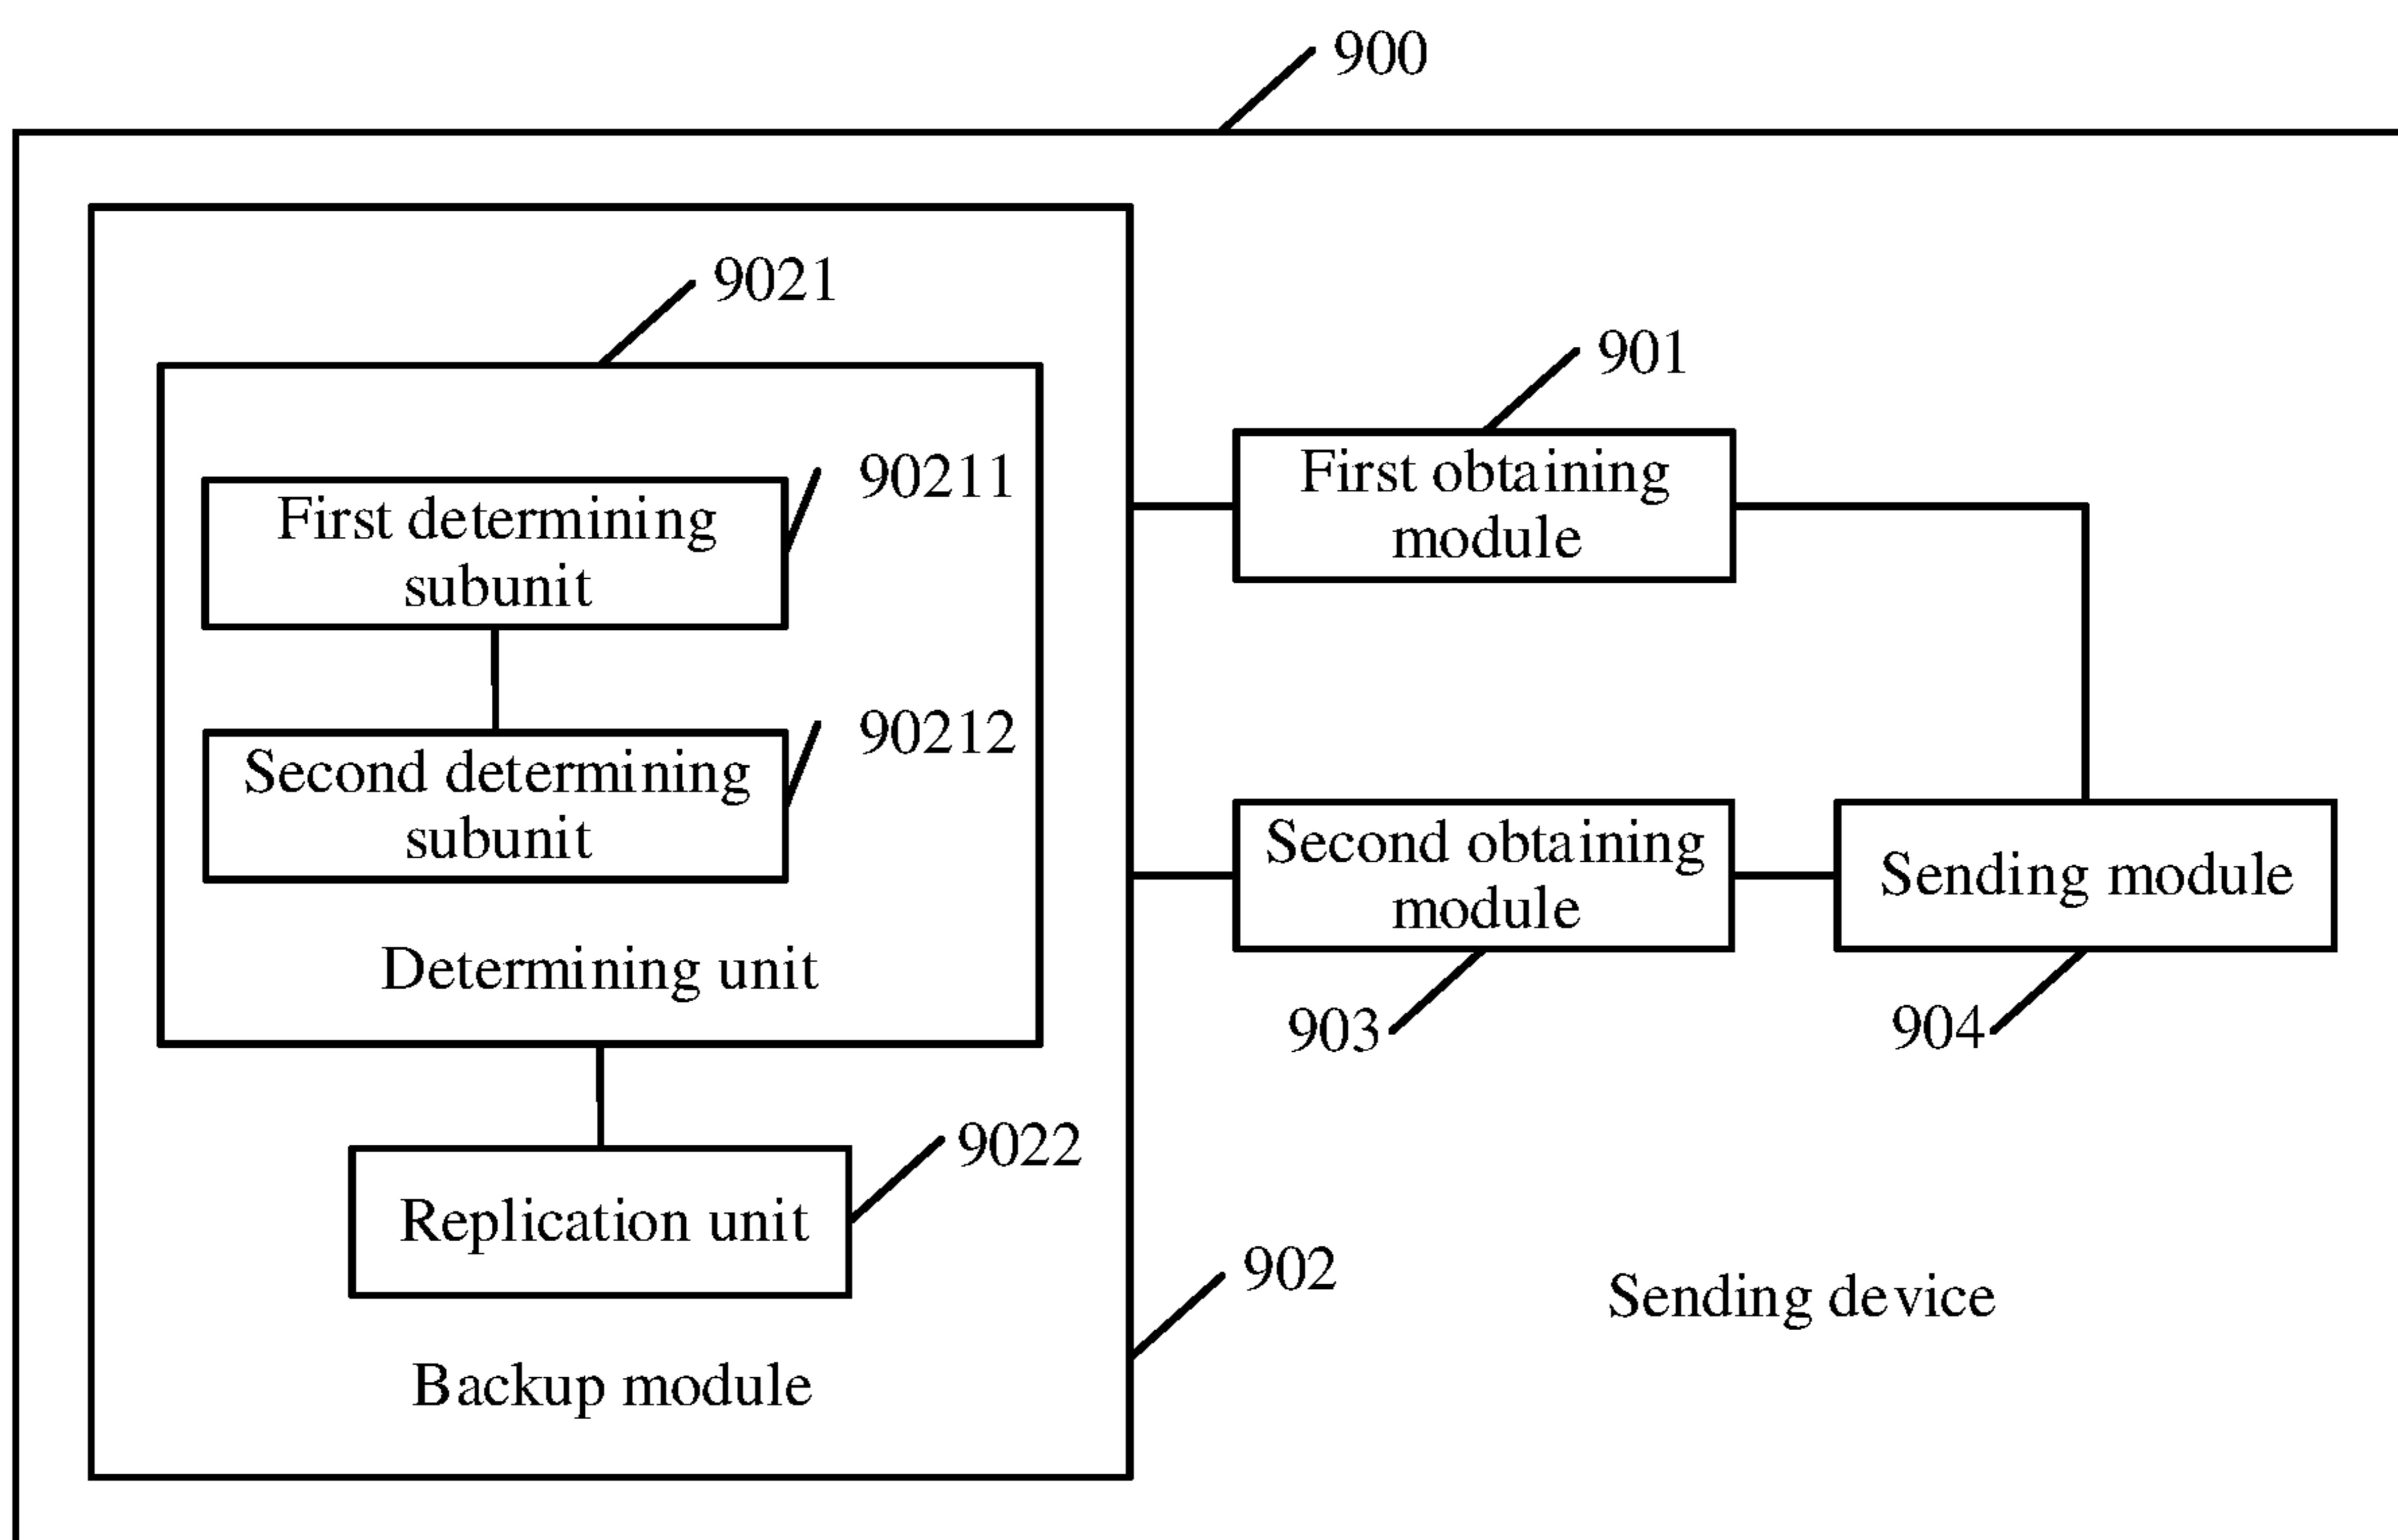 900
9021
901
90211
First determining
subunit
First obtaining
module
90212
Second determining
subunit
Second obtaining
module
Sending module
Determining unit
903
904
9022
Replication unit
902
Sending device
Backup module